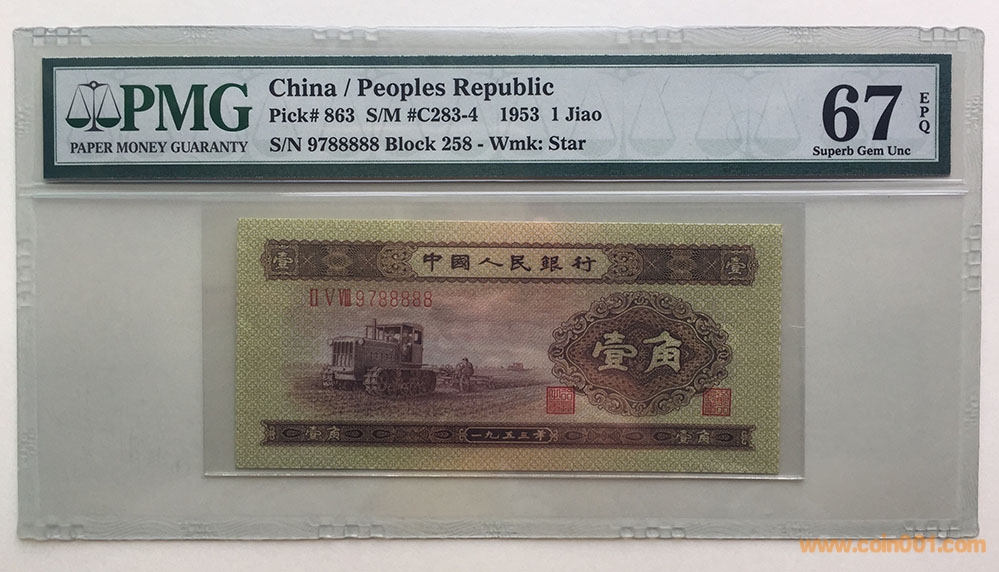 PMG
PAPER MONEY GUARANTY
China / Peoples Republic
Pick# 863 S/M #C283-4 1953 1 Jiao
S/N 9788888 Block 258 - Wmk: Star
67
EPQ
Superb Gem Unc
壹 中國人民銀行 壹
II V VIII 9788888
壹角
壹角 一九五三年 壹角
www.coin001.com